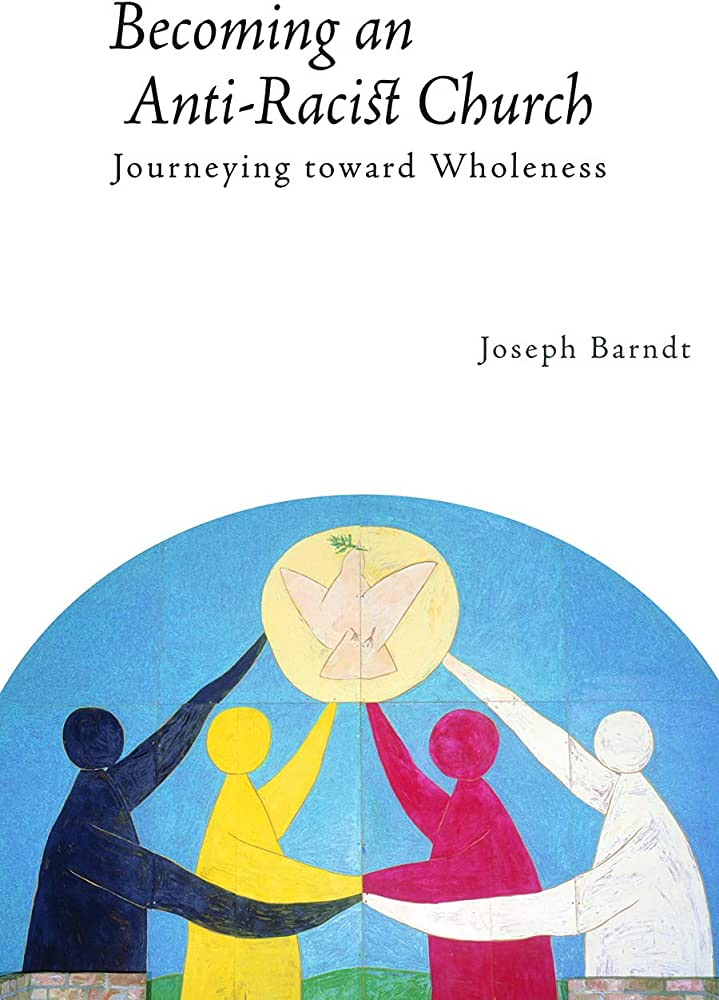 Becoming an
Anti-Racist Church
Journeying toward Wholeness
Joseph Barndt